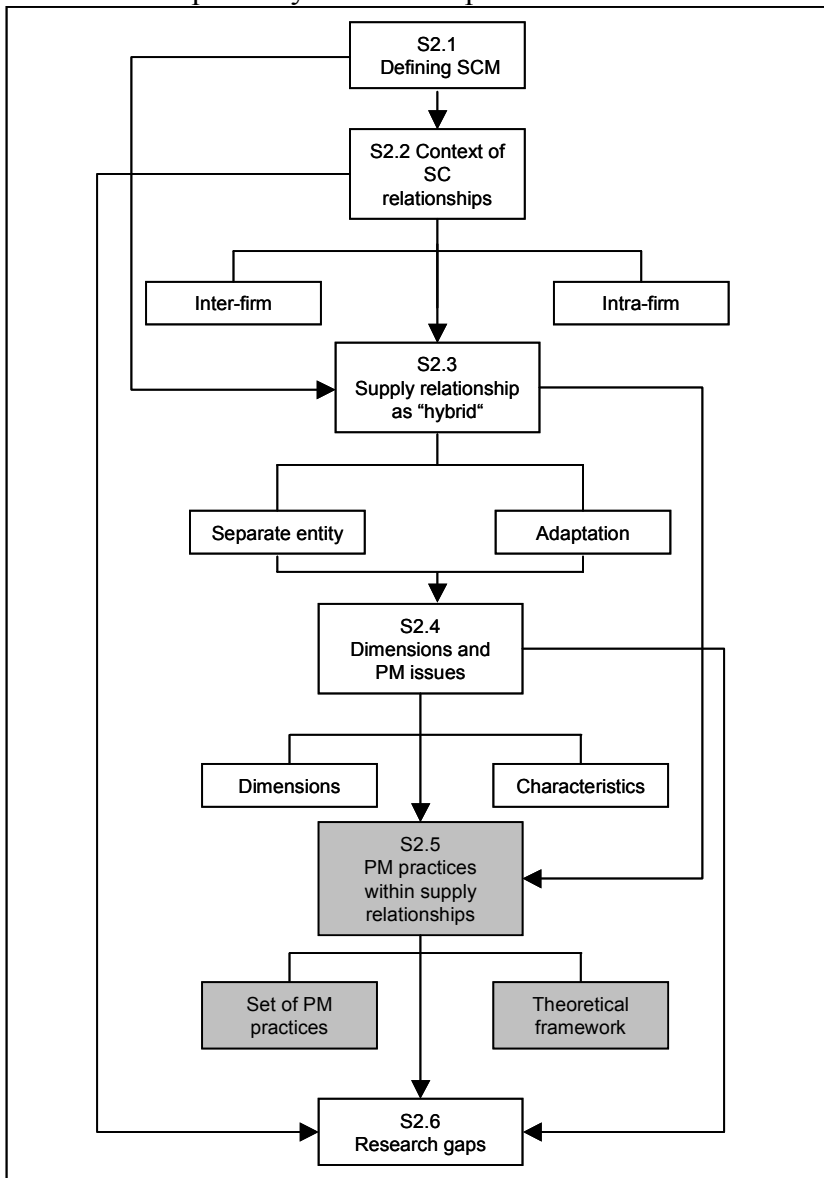 S2.1
Defining SCM
S2.2 Context of
SC
relationships
Inter-firm
Intra-firm
S2.3
Supply relationship
as “hybrid“
Separate entity
Adaptation
S2.4
Dimensions and
PM issues
Dimensions
Characteristics
S2.5
PM practices
within supply
relationships
Set of PM
practices
Theoretical
framework
S2.6
Research gaps